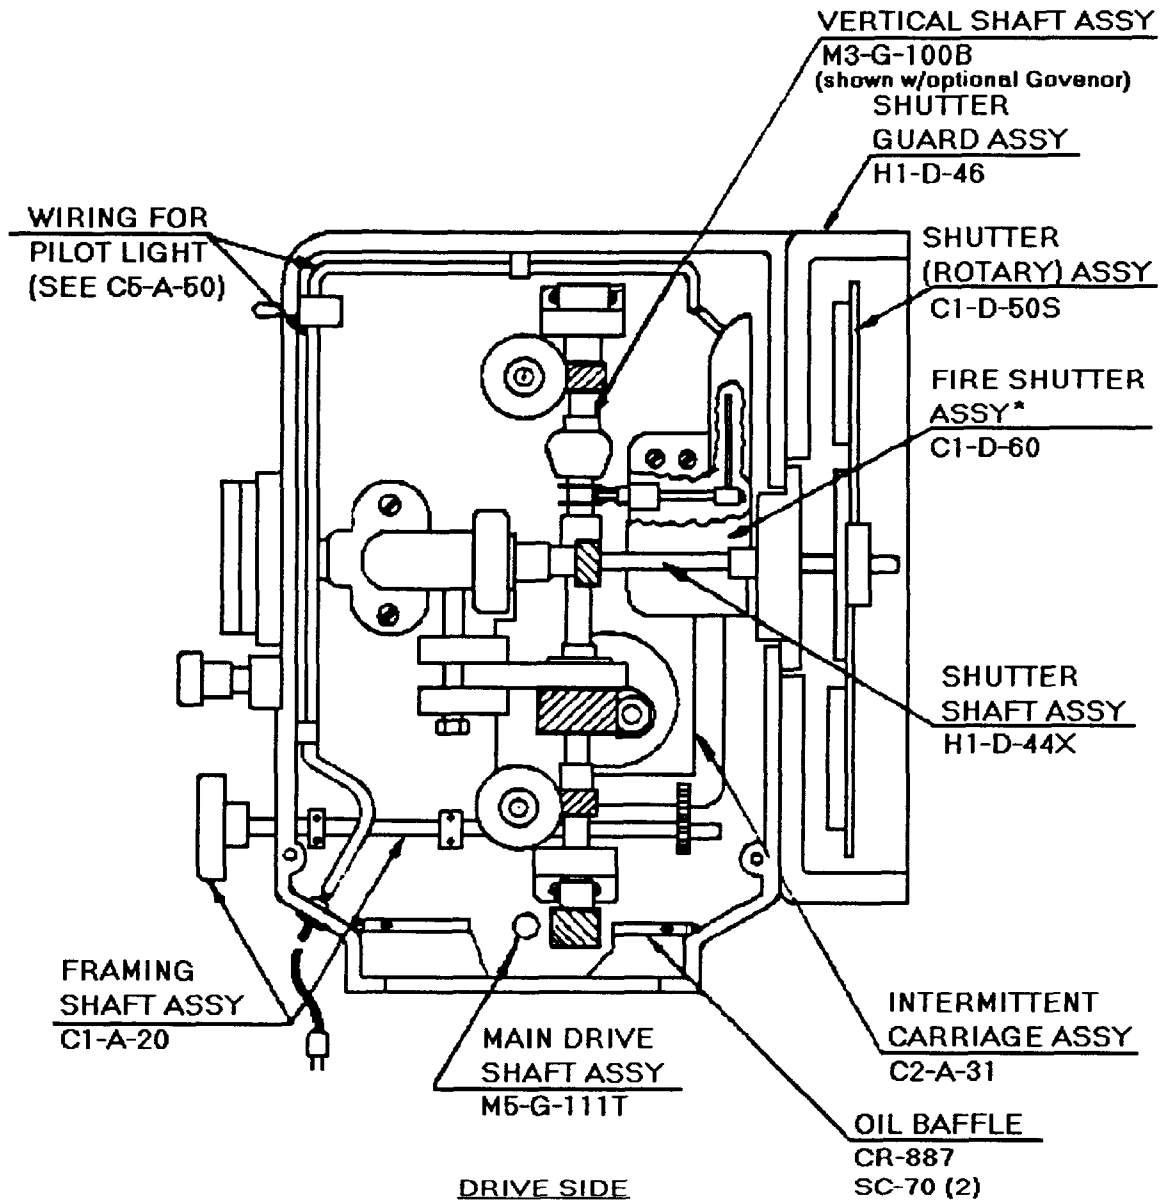 VERTICAL SHAFT ASSY
M3-G-100B
(shown w/optional Govenor)
SHUTTER
GUARD ASSY
H1-D-46
WIRING FOR
PILOT LIGHT
(SEE C5-A-50)
SHUTTER
(ROTARY) ASSY
C1-D-50S
FIRE SHUTTER
ASSY*
C1-D-60
SHUTTER
SHAFT ASSY
H1-D-44X
FRAMING
SHAFT ASSY
C1-A-20
MAIN DRIVE
SHAFT ASSY
M5-G-111T
INTERMITTENT
CARRIAGE ASSY
C2-A-31
OIL BAFFLE
CR-887
SC-70 (2)
DRIVE SIDE